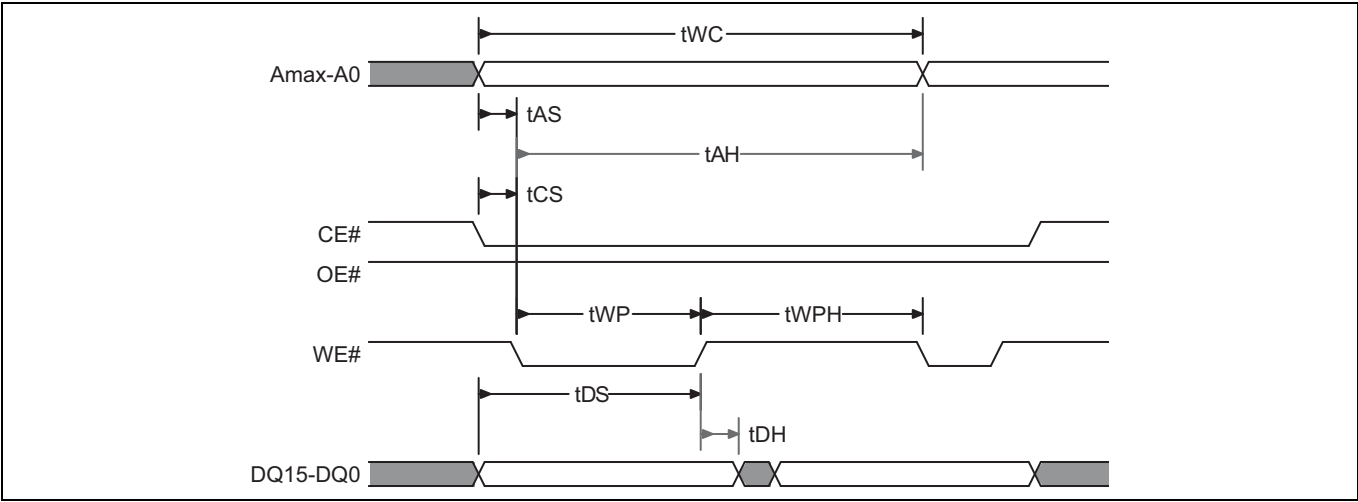 tWC
Amax-A0
tAS
tAH
tCS
CE#
OE#
tWP
tWPH
WE#
tDS
tDH
DQ15-DQ0